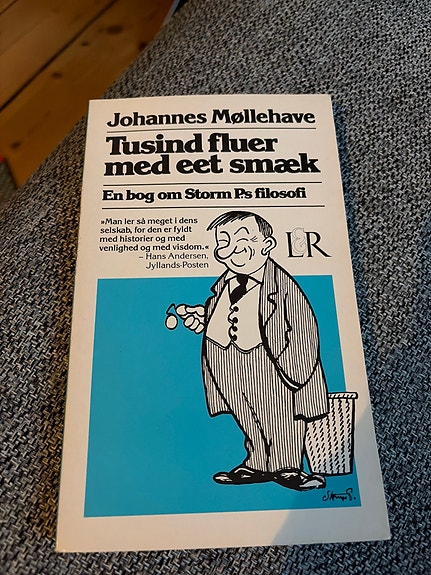 Johannes Møllehave
Tusind fluer
med eet smæk
En bog om Storm P.s filosofi
»Man ler så meget i dens
selskab, for den er fyldt
med historier og med
venlighed og med visdom.«
– Hans Andersen,
Jyllands-Posten
L&R
Storm P.